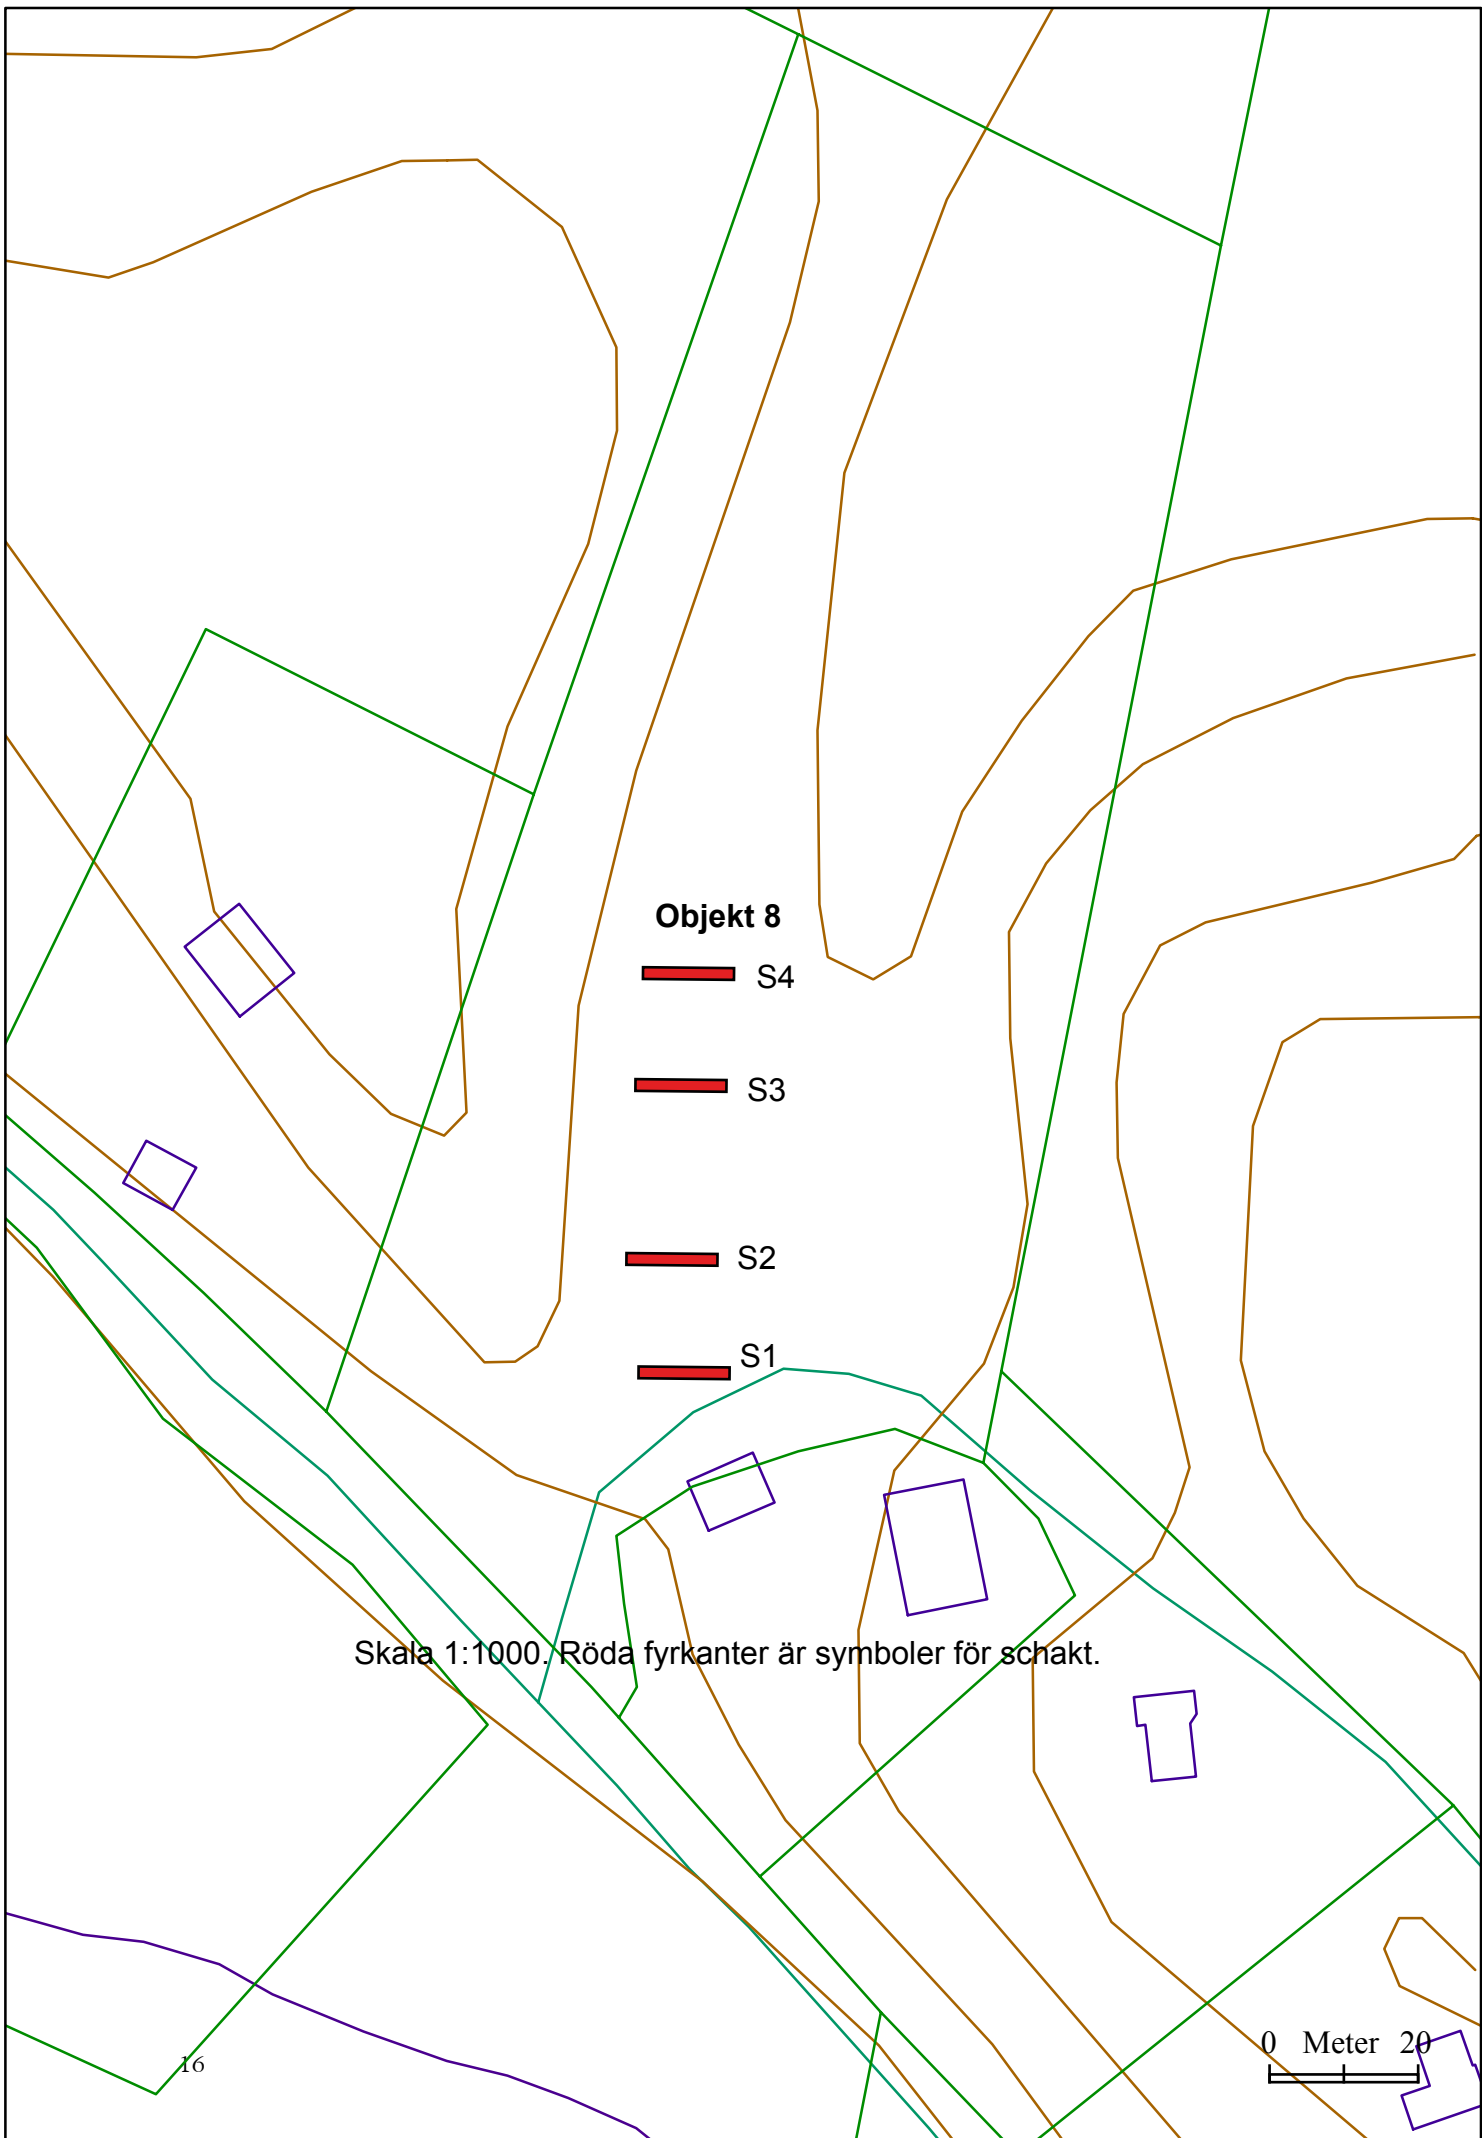 Objekt 8
S4
S3
S2
S1
Skala 1:1000. Röda fyrkanter är symboler för schakt.
0 Meter 20
16